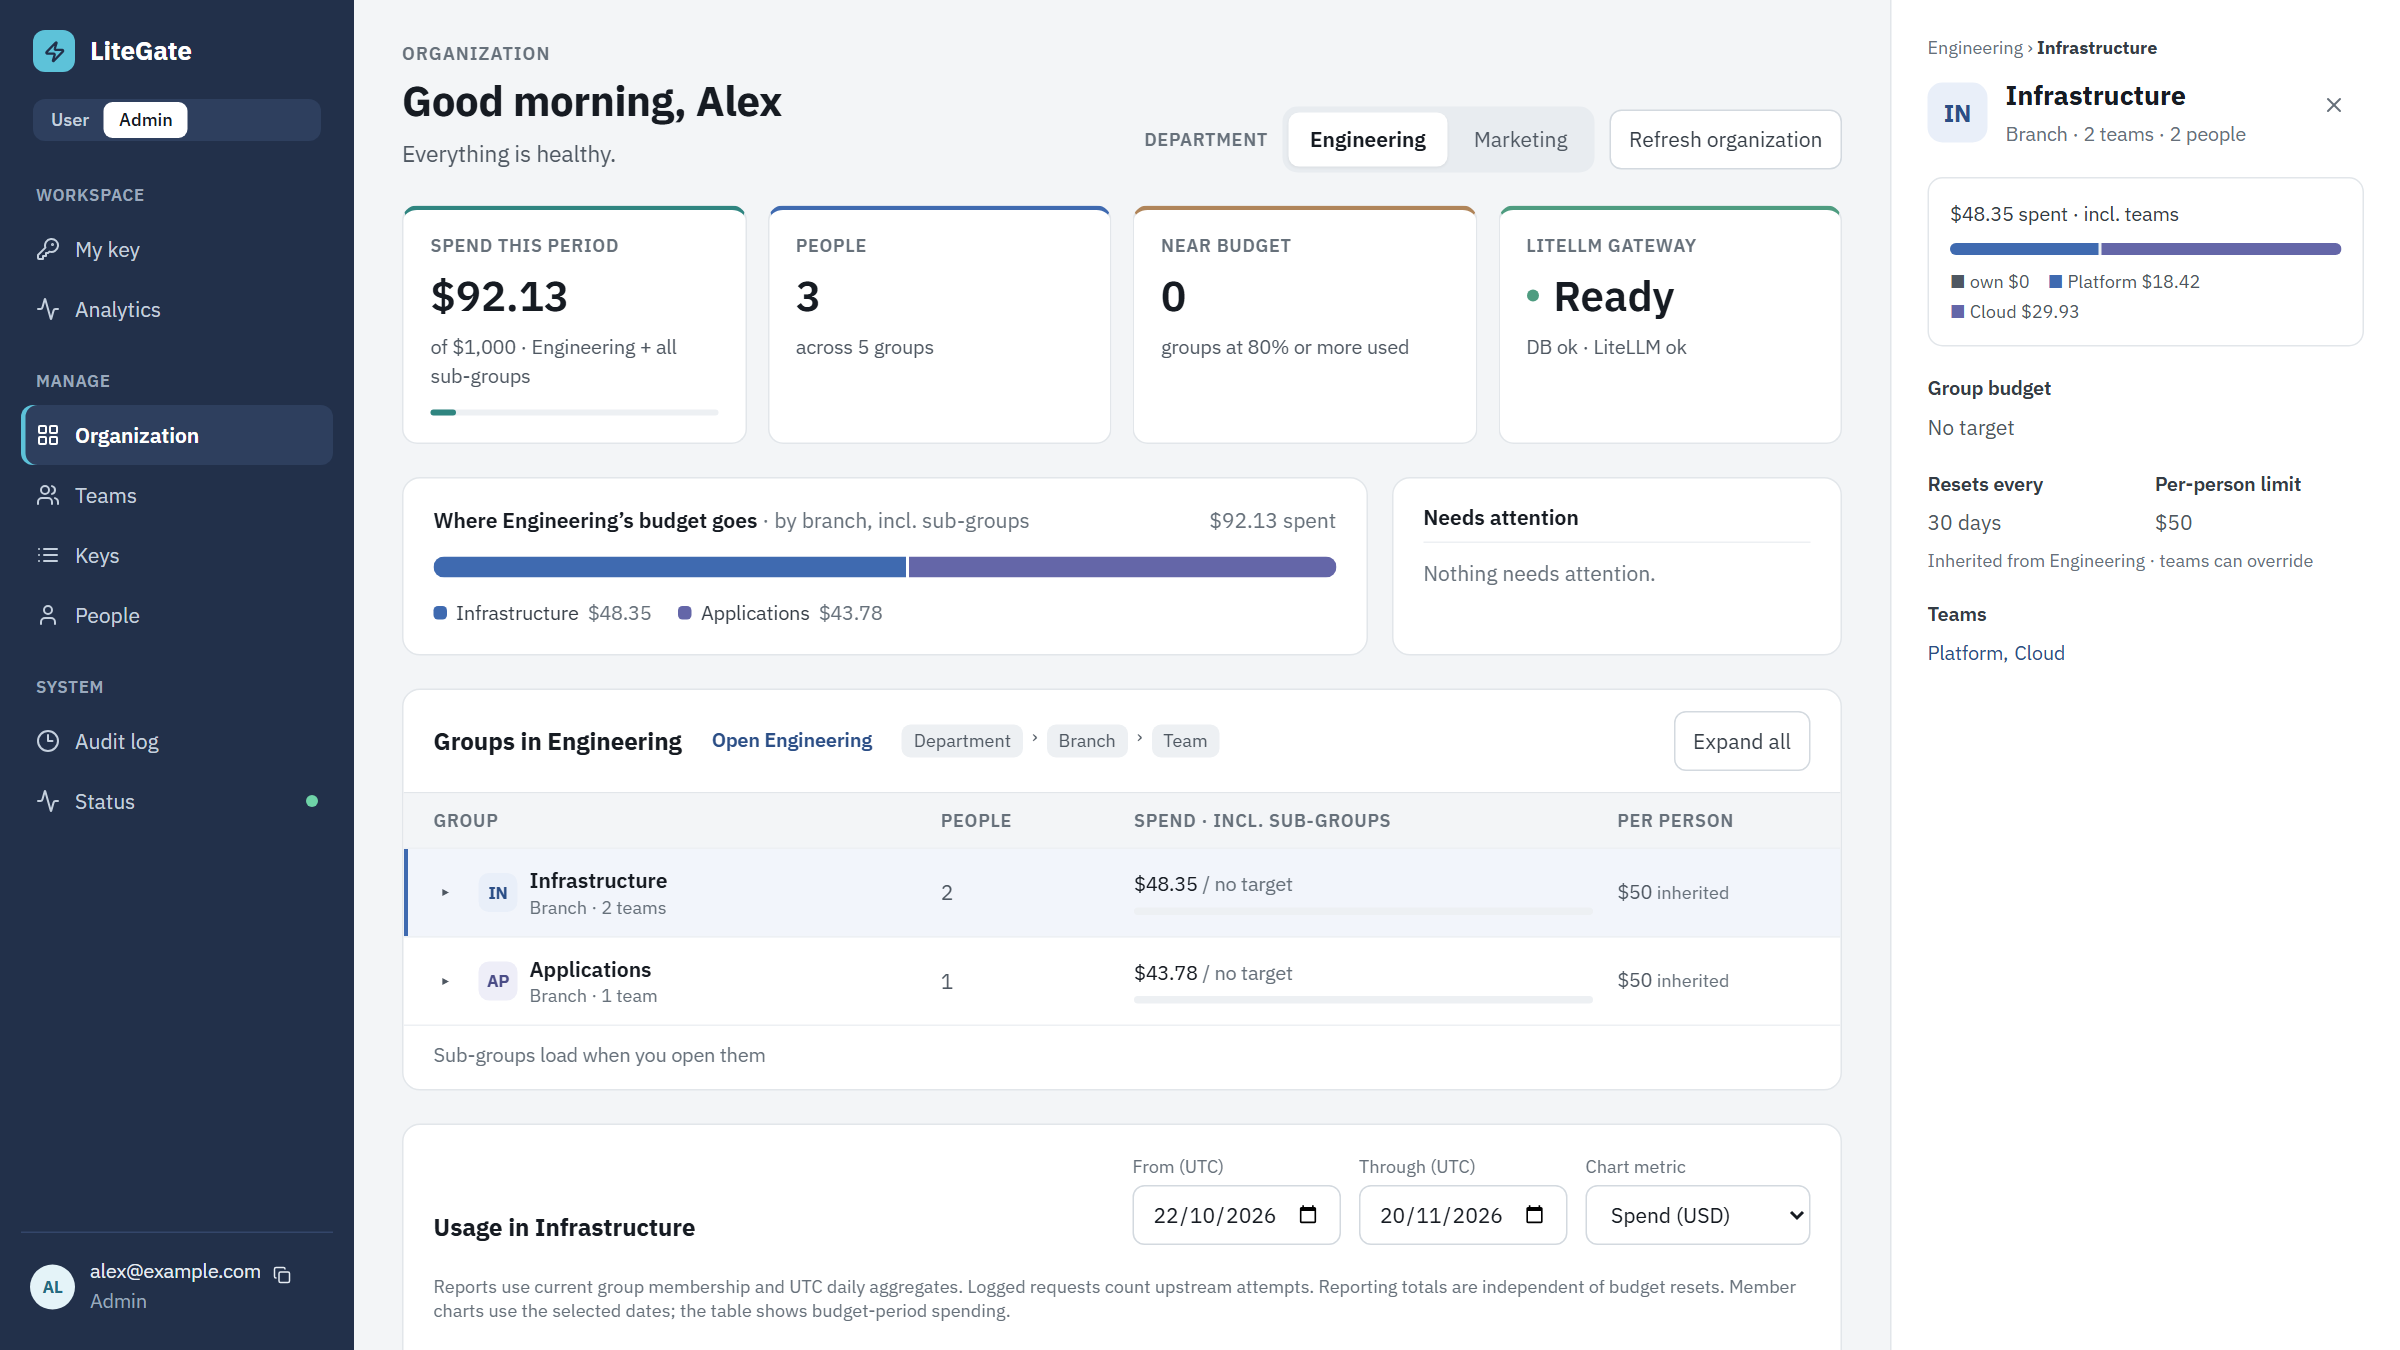 LiteGate
User Admin
WORKSPACE
My key
Analytics
MANAGE
Organization
Teams
Keys
People
SYSTEM
Audit log
Status
AL
alex@example.com
Admin
ORGANIZATION
Good morning, Alex
Everything is healthy.
DEPARTMENT Engineering Marketing Refresh organization
SPEND THIS PERIOD
$92.13
of $1,000 · Engineering + all
sub-groups
PEOPLE
3
across 5 groups
NEAR BUDGET
0
groups at 80% or more used
LITELLM GATEWAY
Ready
DB ok · LiteLLM ok
Where Engineering’s budget goes · by branch, incl. sub-groups $92.13 spent
Infrastructure $48.35 Applications $43.78
Needs attention
Nothing needs attention.
Groups in Engineering Open Engineering Department › Branch › Team Expand all
GROUP PEOPLE SPEND · INCL. SUB-GROUPS PER PERSON
IN Infrastructure
Branch · 2 teams
2 $48.35 / no target $50 inherited
AP Applications
Branch · 1 team
1 $43.78 / no target $50 inherited
Sub-groups load when you open them
Usage in Infrastructure
From (UTC) Through (UTC) Chart metric
22/10/2026 20/11/2026 Spend (USD)
Reports use current group membership and UTC daily aggregates. Logged requests count upstream attempts. Reporting totals are independent of budget resets. Member
charts use the selected dates; the table shows budget-period spending.
Engineering › Infrastructure
IN Infrastructure
Branch · 2 teams · 2 people
$48.35 spent · incl. teams
own $0 Platform $18.42
Cloud $29.93
Group budget
No target
Resets every Per-person limit
30 days $50
Inherited from Engineering · teams can override
Teams
Platform, Cloud